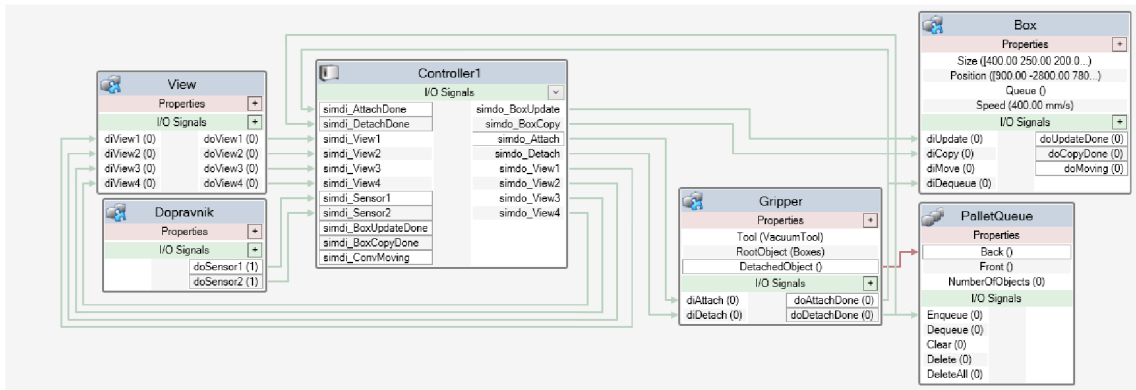 View
Properties
I/O Signals
diView1 (0) doView1 (0)
diView2 (0) doView2 (0)
diView3 (0) doView3 (0)
diView4 (0) doView4 (0)
Dopravnik
Properties
I/O Signals
doSensor1 (1)
doSensor2 (1)
Controller1
I/O Signals
simdi_AttachDone simdo_BoxUpdate
simdi_DetachDone simdo_BoxCopy
simdi_View1 simdo_Attach
simdi_View2 simdo_Detach
simdi_View3 simdo_View1
simdi_View4 simdo_View2
simdi_Sensor1 simdo_View3
simdi_Sensor2 simdo_View4
simdi_BoxUpdateDone
simdi_BoxCopyDone
simdi_ConvMoving
Gripper
Properties
Tool (VacuumTool)
RootObject (Boxes)
DetachedObject ()
I/O Signals
diAttach (0) doAttachDone (0)
diDetach (0) doDetachDone (0)
Box
Properties
Size ([400.00 250.00 200.0...)
Position ([900.00 -2800.00 780...)
Queue ()
Speed (400.00 mm/s)
I/O Signals
diUpdate (0) doUpdateDone (0)
diCopy (0) doCopyDone (0)
diMove (0) doMoving (0)
diDequeue (0)
PalletQueue
Properties
Back ()
Front ()
NumberOfObjects (0)
I/O Signals
Enqueue (0)
Dequeue (0)
Clear (0)
Delete (0)
DeleteAll (0)